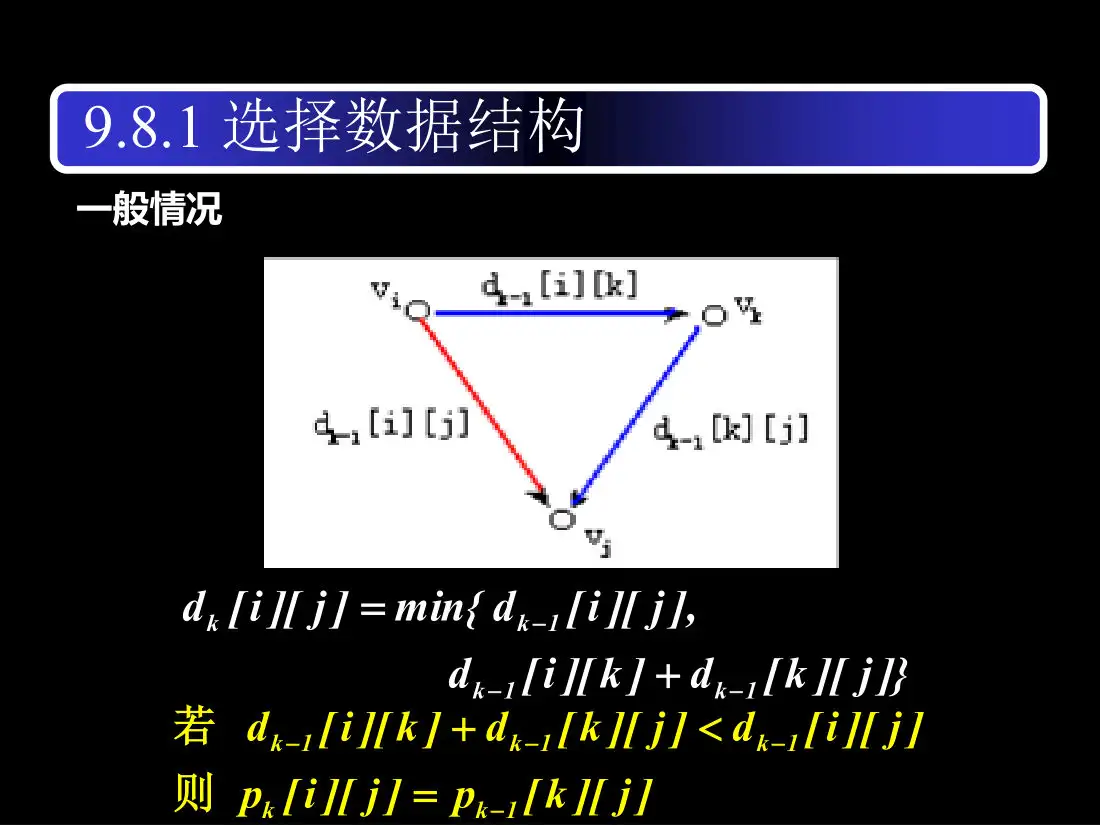 9.8.1 选择数据结构
一般情况
vi dk-1[i][k] vk
dk-1[i][j] dk-1[k][j]
vj
dk[i][j] = min{ dk−1[i][j],
dk−1[i][k] + dk−1[k][j]}
若 dk−1[i][k] + dk−1[k][j] < dk−1[i][j]
则 pk[i][j] = pk−1[k][j]